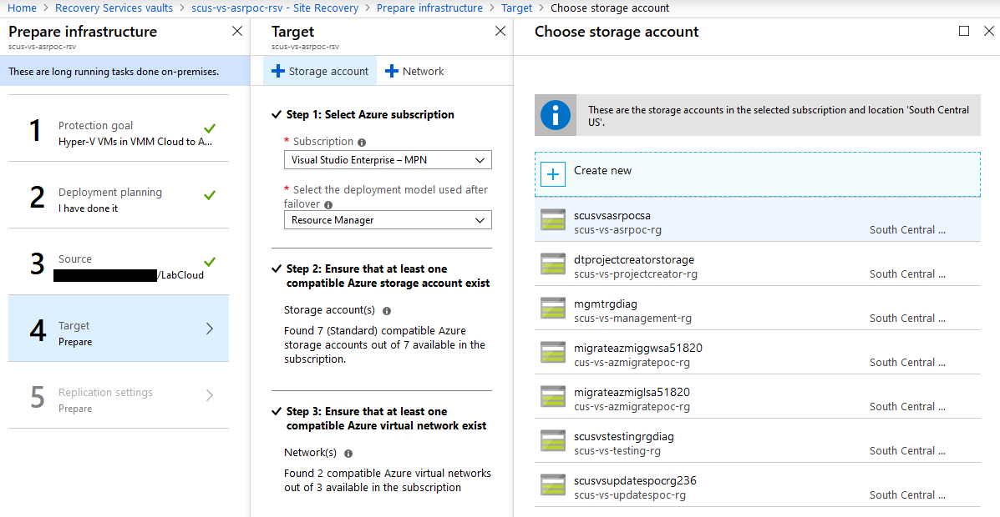 Home > Recovery Services vaults > scus-vs-asrpoc-rsv - Site Recovery > Prepare infrastructure > Target > Choose storage account
Prepare infrastructure
scus-vs-asrpoc-rsv
These are long running tasks done on-premises.
1
Protection goal
Hyper-V VMs in VMM Cloud to A...
2
Deployment planning
I have done it
3
Source
/LabCloud
4
Target
Prepare
5
Replication settings
Prepare
Target
scus-vs-asrpoc-rsv
Storage account
Network
Step 1: Select Azure subscription
* Subscription
Visual Studio Enterprise – MPN
* Select the deployment model used after
failover
Resource Manager
Step 2: Ensure that at least one
compatible Azure storage account exist
Storage account(s)
Found 7 (Standard) compatible Azure
storage accounts out of 7 available in the
subscription.
Step 3: Ensure that at least one
compatible Azure virtual network exist
Network(s)
Found 2 compatible Azure virtual networks
out of 3 available in the subscription
Choose storage account
These are the storage accounts in the selected subscription and location 'South Central
US'.
Create new
scusvsasrpocsa
scus-vs-asrpoc-rg South Central ...
dtprojectcreatorstorage
scus-vs-projectcreator-rg South Central ...
mgmtrgdiag
scus-vs-management-rg South Central ...
migrateazmiggwsa51820
cus-vs-azmigratepoc-rg South Central ...
migrateazmiglsa51820
cus-vs-azmigratepoc-rg South Central ...
scusvstestingrgdiag
scus-vs-testing-rg South Central ...
scusvsupdatespocrg236
scus-vs-updatespoc-rg South Central ...